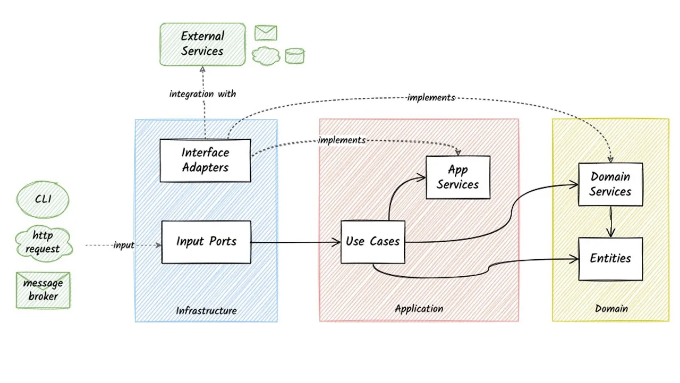 External
Services
integration with
implements
implements
Interface
Adapters
App
Services
Domain
Services
CLI
http
request
input
Input Ports
Use Cases
Entities
message
broker
Infrastructure
Application
Domain